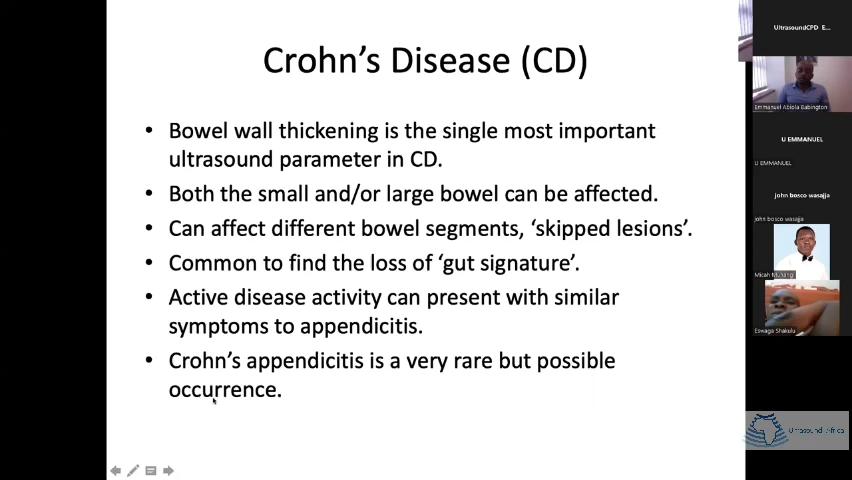 Crohn's Disease (CD)
• Bowel wall thickening is the single most important
ultrasound parameter in CD.
• Both the small and/or large bowel can be affected.
• Can affect different bowel segments, 'skipped lesions'.
• Common to find the loss of 'gut signature'.
• Active disease activity can present with similar
symptoms to appendicitis.
• Crohn's appendicitis is a very rare but possible
occurrence.
UltrasoundCPD E...
Emmanuel Abiola Babington
U EMMANUEL
U EMMANUEL
john bosco wasajja
john bosco wasajja
Micah Muhangi
Eswaga Shakulu
Ultrasound Africa